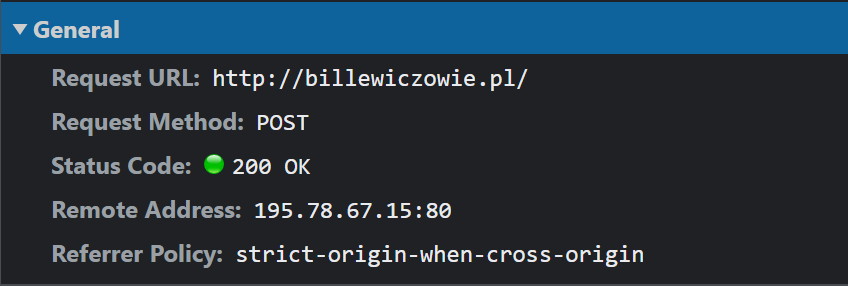 General
Request URL: http://billewiczowie.pl/
Request Method: POST
Status Code: 200 OK
Remote Address: 195.78.67.15:80
Referrer Policy: strict-origin-when-cross-origin